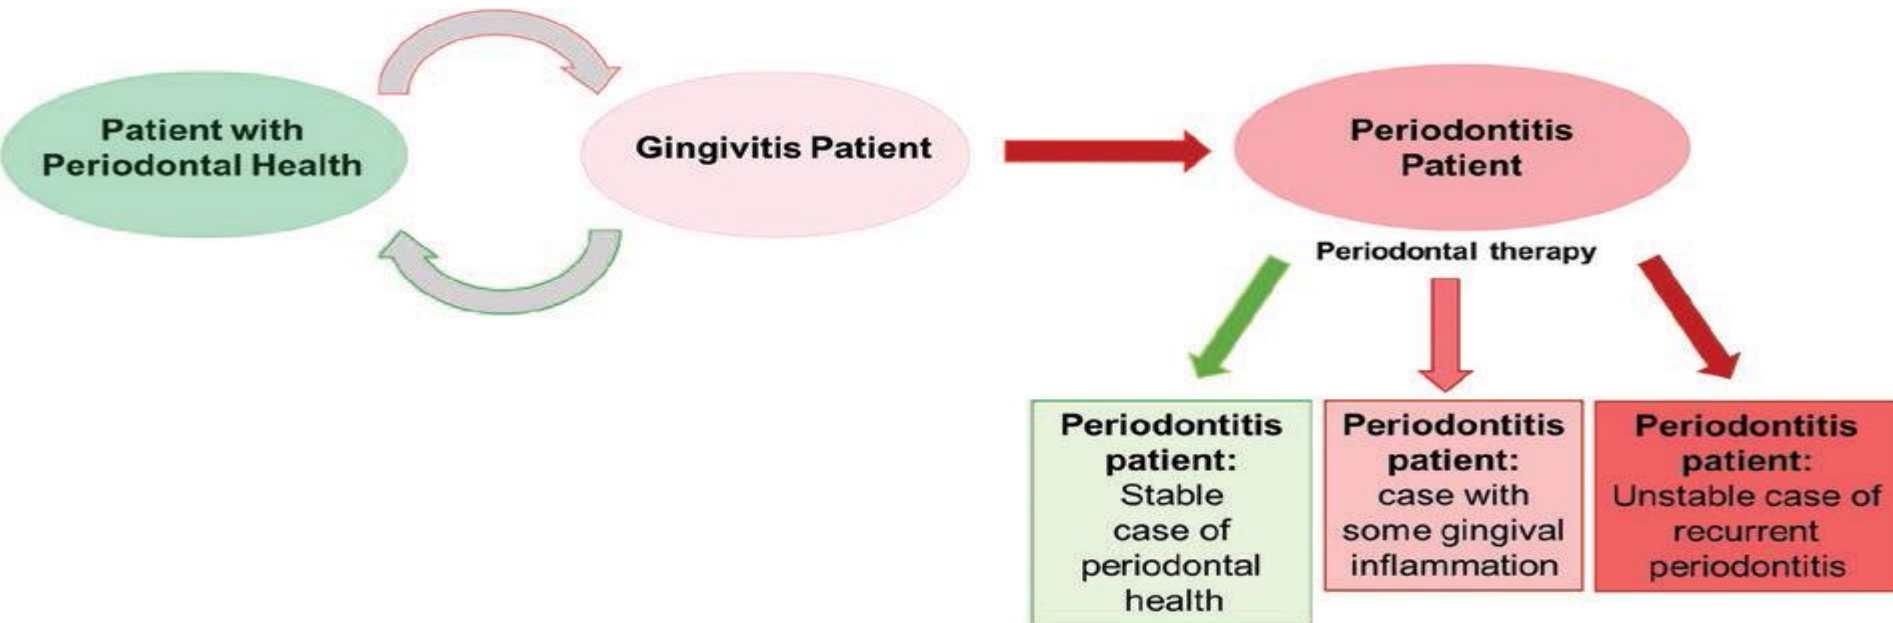 Patient with
Periodontal Health
Gingivitis Patient
Periodontitis
Patient
Periodontal therapy
Periodontitis
patient:
Stable
case of
periodontal
health
Periodontitis
patient:
case with
some gingival
inflammation
Periodontitis
patient:
Unstable case of
recurrent
periodontitis